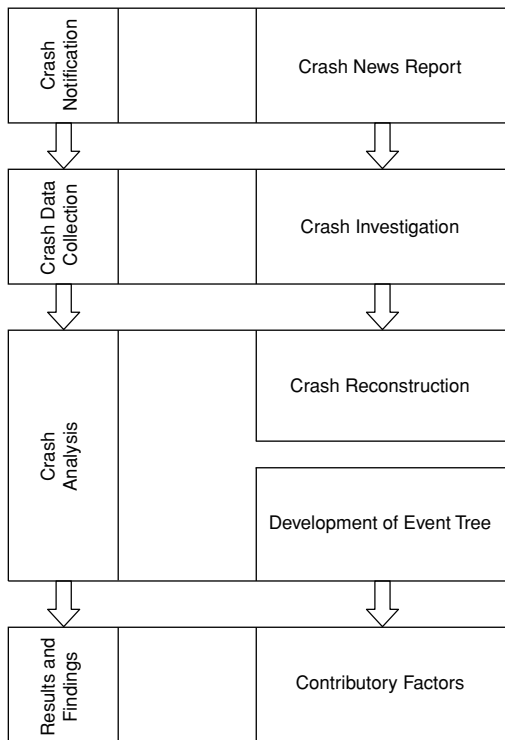 Crash
Notification
Crash News Report
Crash Data
Collection
Crash Investigation
Crash
Analysis
Crash Reconstruction
Development of Event Tree
Results and
Findings
Contributory Factors